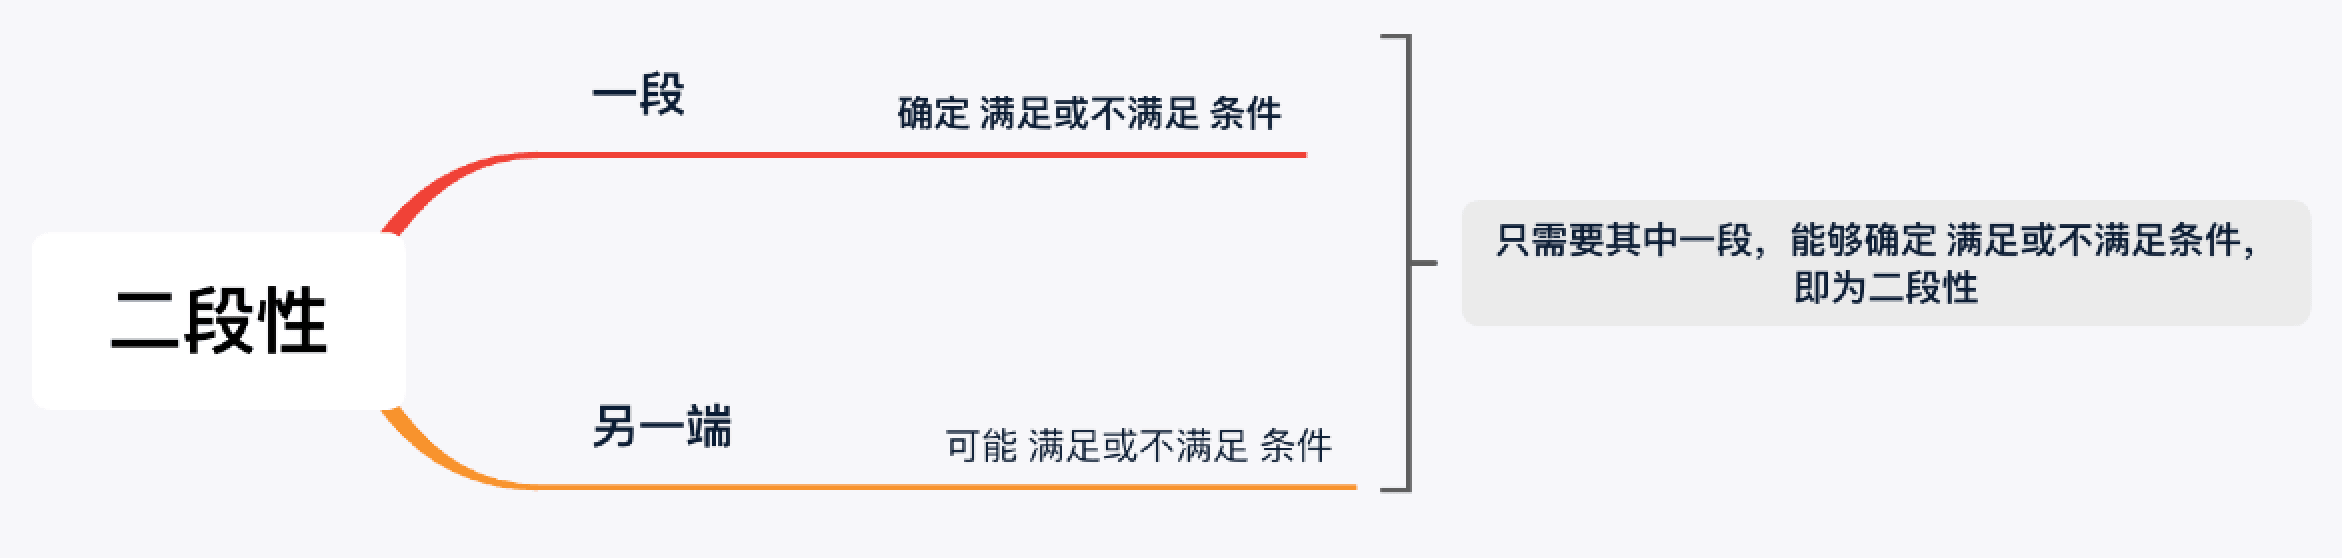 二段性
一段
确定 满足或不满足 条件
另一端
可能 满足或不满足 条件
只需要其中一段，能够确定 满足或不满足条件，
即为二段性